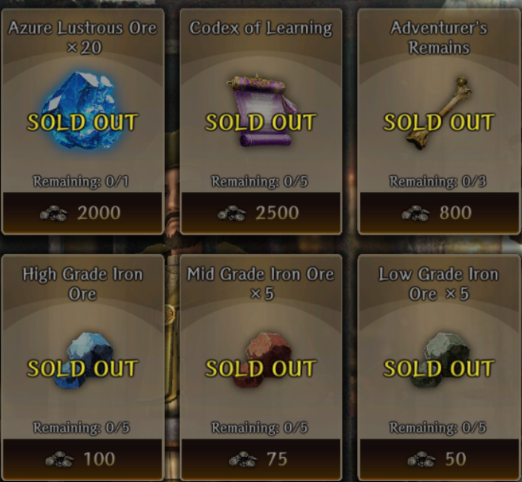 Azure Lustrous Ore
×20
SOLD OUT
Remaining: 0/1
2000
Codex of Learning
SOLD OUT
Remaining: 0/5
2500
Adventurer's
Remains
SOLD OUT
Remaining: 0/3
800
High Grade Iron
Ore
SOLD OUT
Remaining: 0/5
100
Mid Grade Iron Ore
×5
SOLD OUT
Remaining: 0/5
75
Low Grade Iron
Ore ×5
SOLD OUT
Remaining: 0/5
50